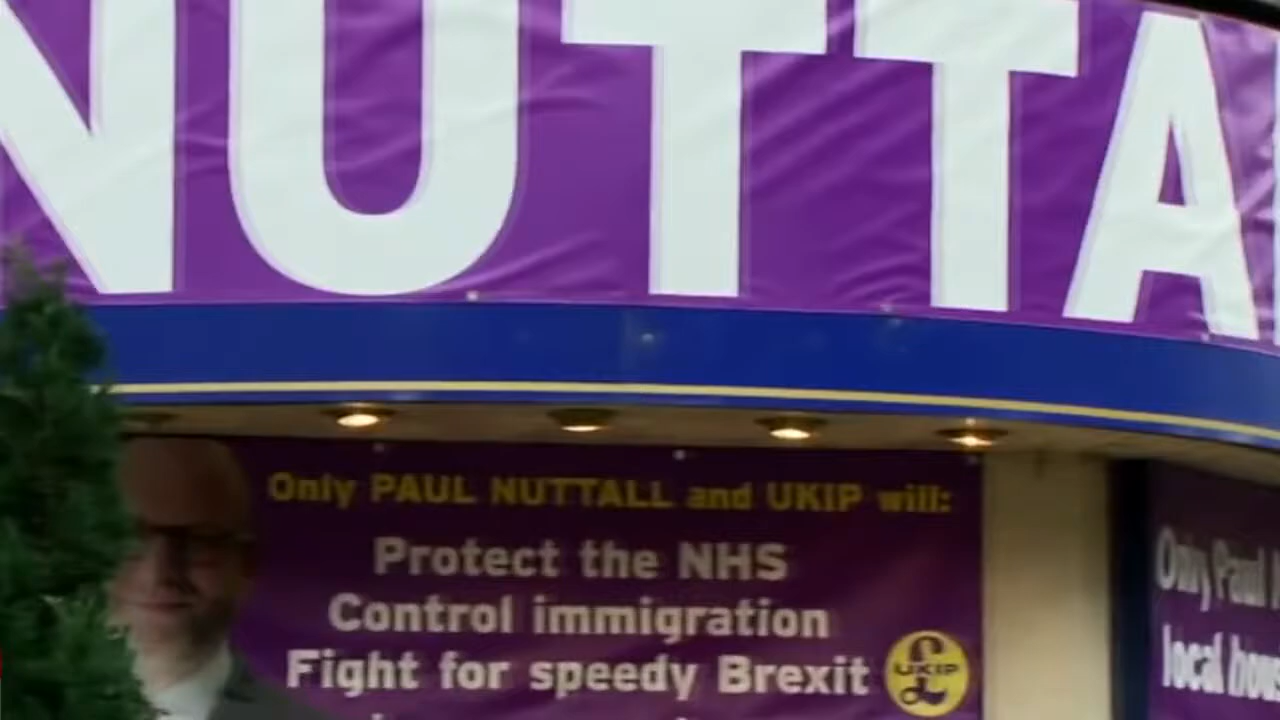 NUTTA
Only PAUL NUTTALL and UKIP will:
Protect the NHS
Control immigration
Fight for speedy Brexit
UKIP
Only Paul
local